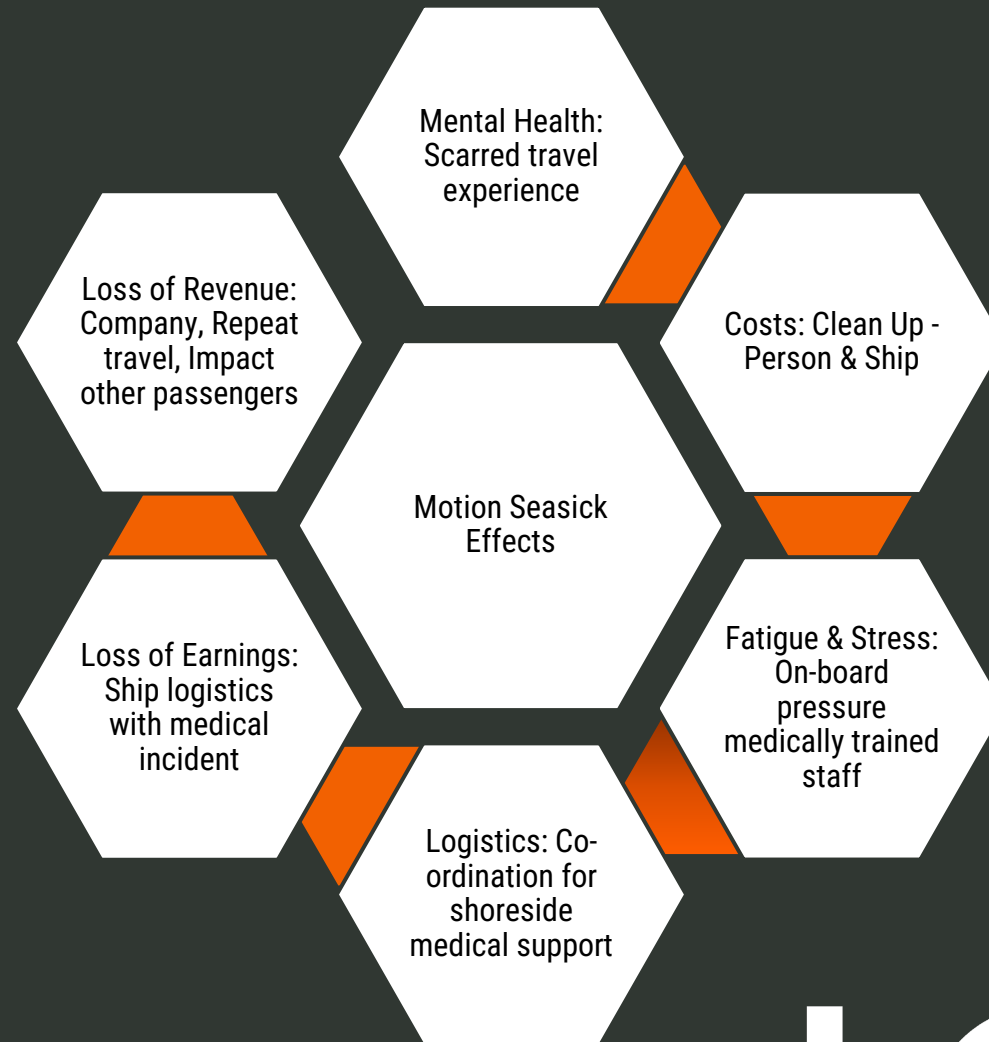 Mental Health:
Scarred travel
experience
Costs: Clean Up -
Person & Ship
Fatigue & Stress:
On-board
pressure
medically trained
staff
Logistics: Co-
ordination for
shoreside
medical support
Loss of Earnings:
Ship logistics
with medical
incident
Loss of Revenue:
Company, Repeat
travel, Impact
other passengers
Motion Seasick
Effects